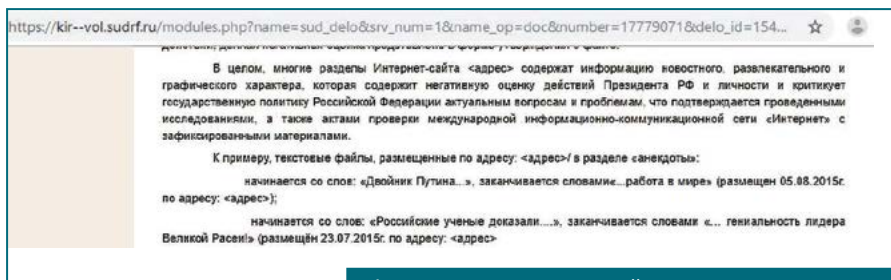 https://kir--vol.sudrf.ru/modules.php?name=sud_delo&srv_num=1&name_op=doc&number=17779071&delo_id=154...
В целом, многие разделы Интернет-сайта <адрес> содержат информацию новостного, развлекательного и
графического характера, которая содержит негативную оценку действий Президента РФ и личности и критикует
государственную политику Российской Федерации актуальным вопросам и проблемам, что подтверждается проведенными
исследованиями, а также актами проверки международной информационно-коммуникационной сети «Интернет» с
зафиксированными материалами.
К примеру, текстовые файлы, размещенные по адресу: <адрес>/ в разделе «анекдоты»:
начинается со слов: «Двойник Путина...», заканчивается словами«...работа в мире» (размещен 05.08.2015г.
по адресу: <адрес>);
начинается со слов: «Российские ученые доказали....», заканчивается словами «... гениальность лидера
Великой Расеи!» (размещён 23.07.2015г. по адресу: <адрес>